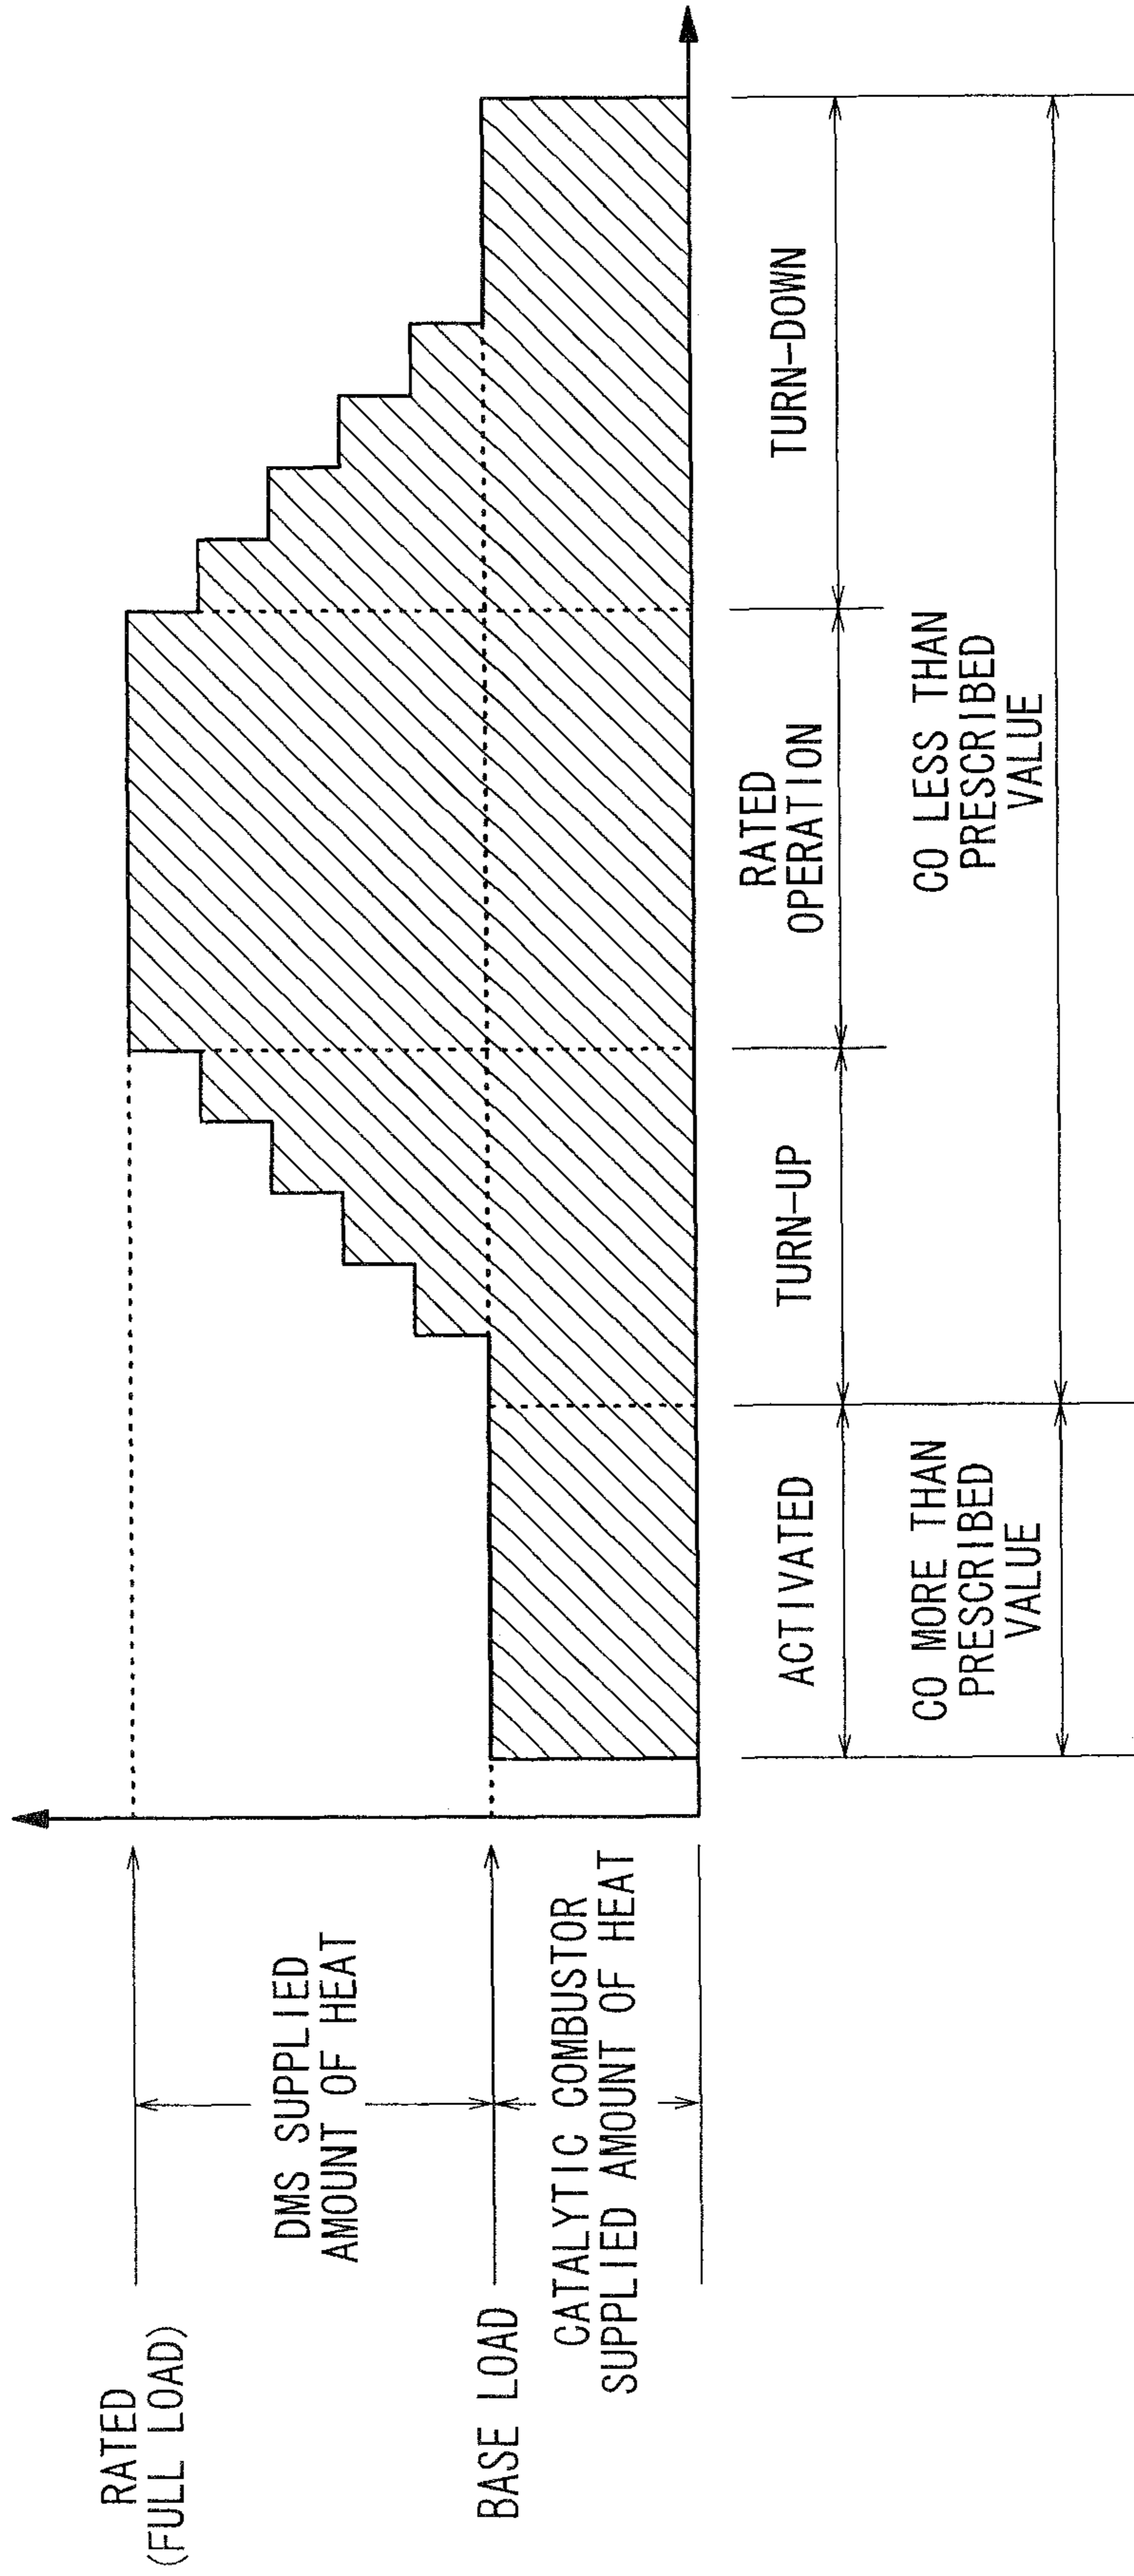 RATED
(FULL LOAD)
DMS SUPPLIED
AMOUNT OF HEAT
BASE LOAD
CATALYTIC COMBUSTOR
SUPPLIED AMOUNT OF HEAT
ACTIVATED
TURN-UP
RATED
OPERATION
TURN-DOWN
CO MORE THAN
PRESCRIBED
VALUE
CO LESS THAN
PRESCRIBED
VALUE